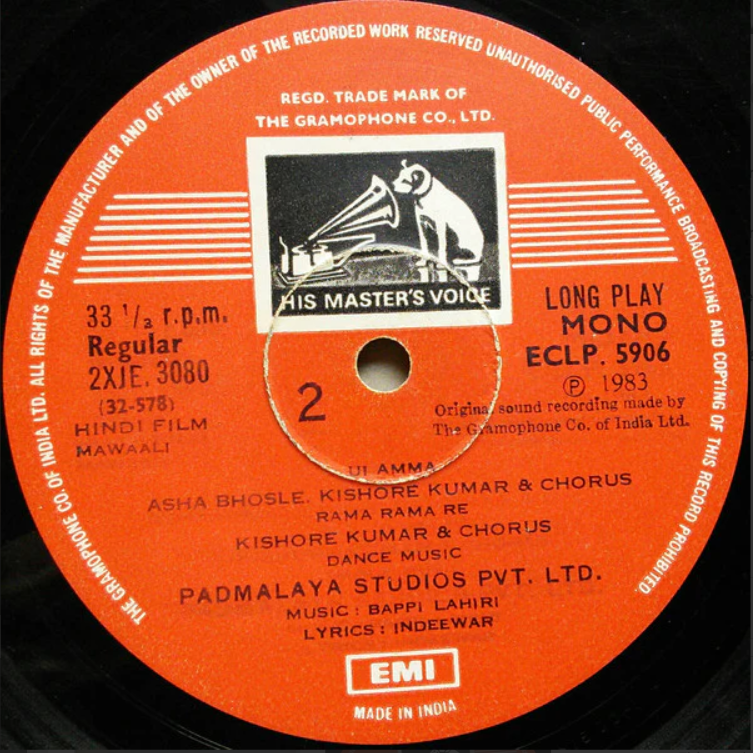 THE GRAMOPHONE CO. OF INDIA LTD. ALL RIGHTS OF THE MANUFACTURER AND OF THE OWNER OF THE RECORDED WORK RESERVED UNAUTHORISED PUBLIC PERFORMANCE BROADCASTING AND COPYING OF THIS RECORD PROHIBITED.
REGD. TRADE MARK OF
THE GRAMOPHONE CO., LTD.
HIS MASTER'S VOICE
33 1/3 r.p.m.
Regular
2XJE. 3080
(32-578)
HINDI FILM
MAWAALI
2
LONG PLAY
MONO
ECLP. 5906
Ⓟ 1983
Original sound recording made by
The Gramophone Co. of India Ltd.
UI AMMA
ASHA BHOSLE, KISHORE KUMAR & CHORUS
RAMA RAMA RE
KISHORE KUMAR & CHORUS
DANCE MUSIC
PADMALAYA STUDIOS PVT. LTD.
MUSIC : BAPPI LAHIRI
LYRICS : INDEEWAR
EMI
MADE IN INDIA